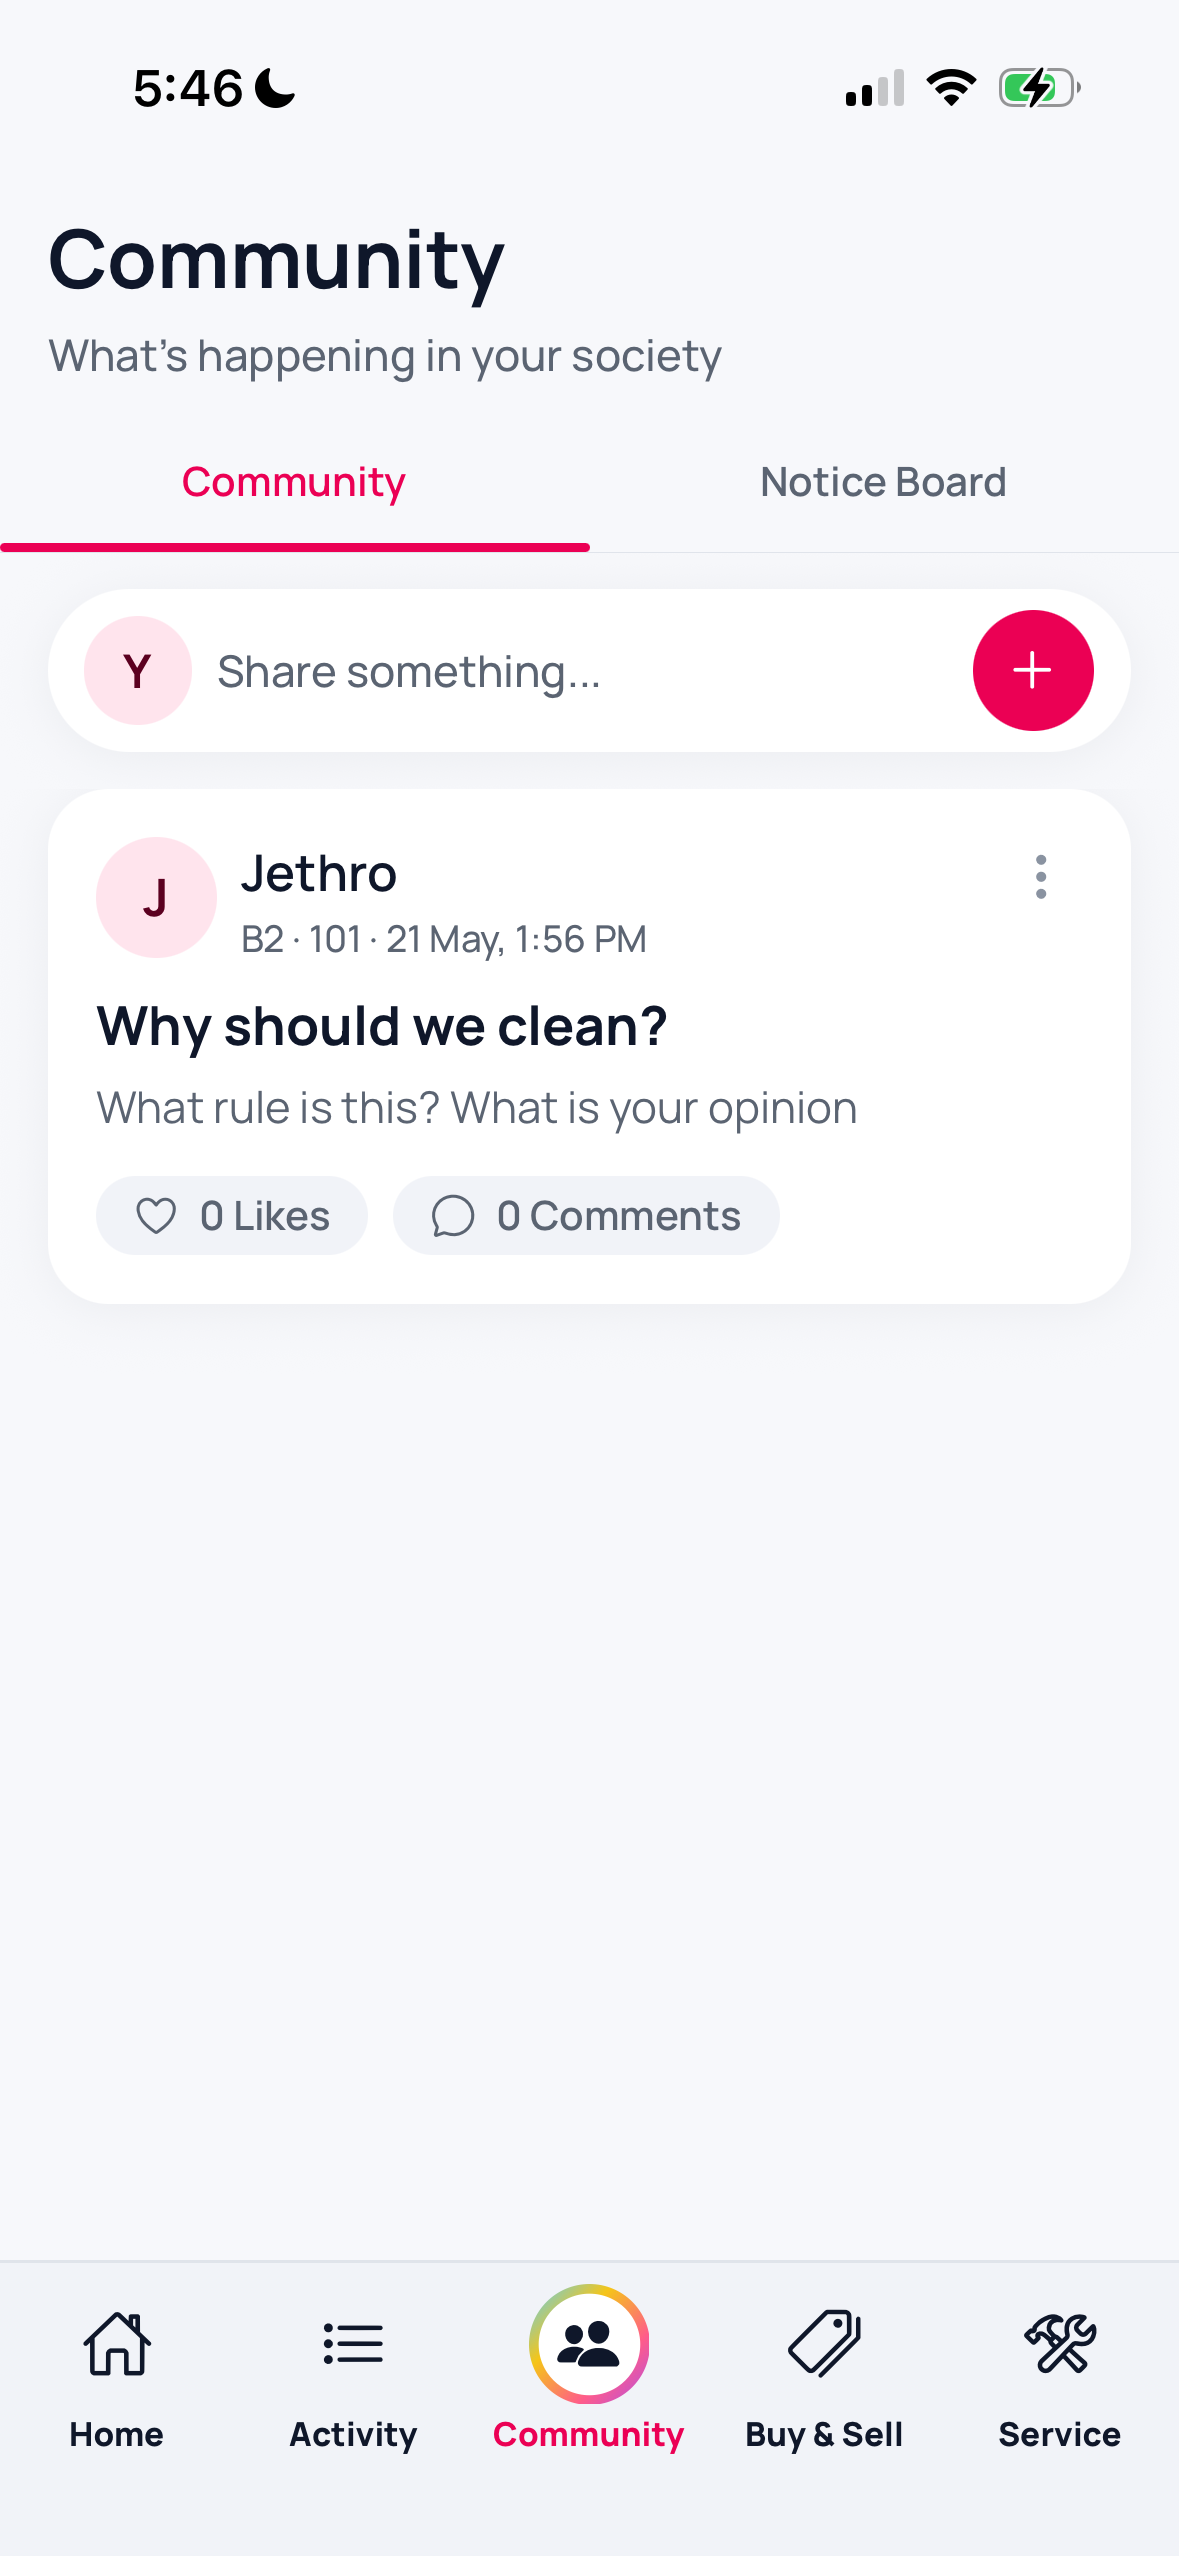 5:46
Community
What's happening in your society
Community
Notice Board
Y
Share something...
J
Jethro
B2 · 101 · 21 May, 1:56 PM
Why should we clean?
What rule is this? What is your opinion
0 Likes
0 Comments
Home
Activity
Community
Buy & Sell
Service